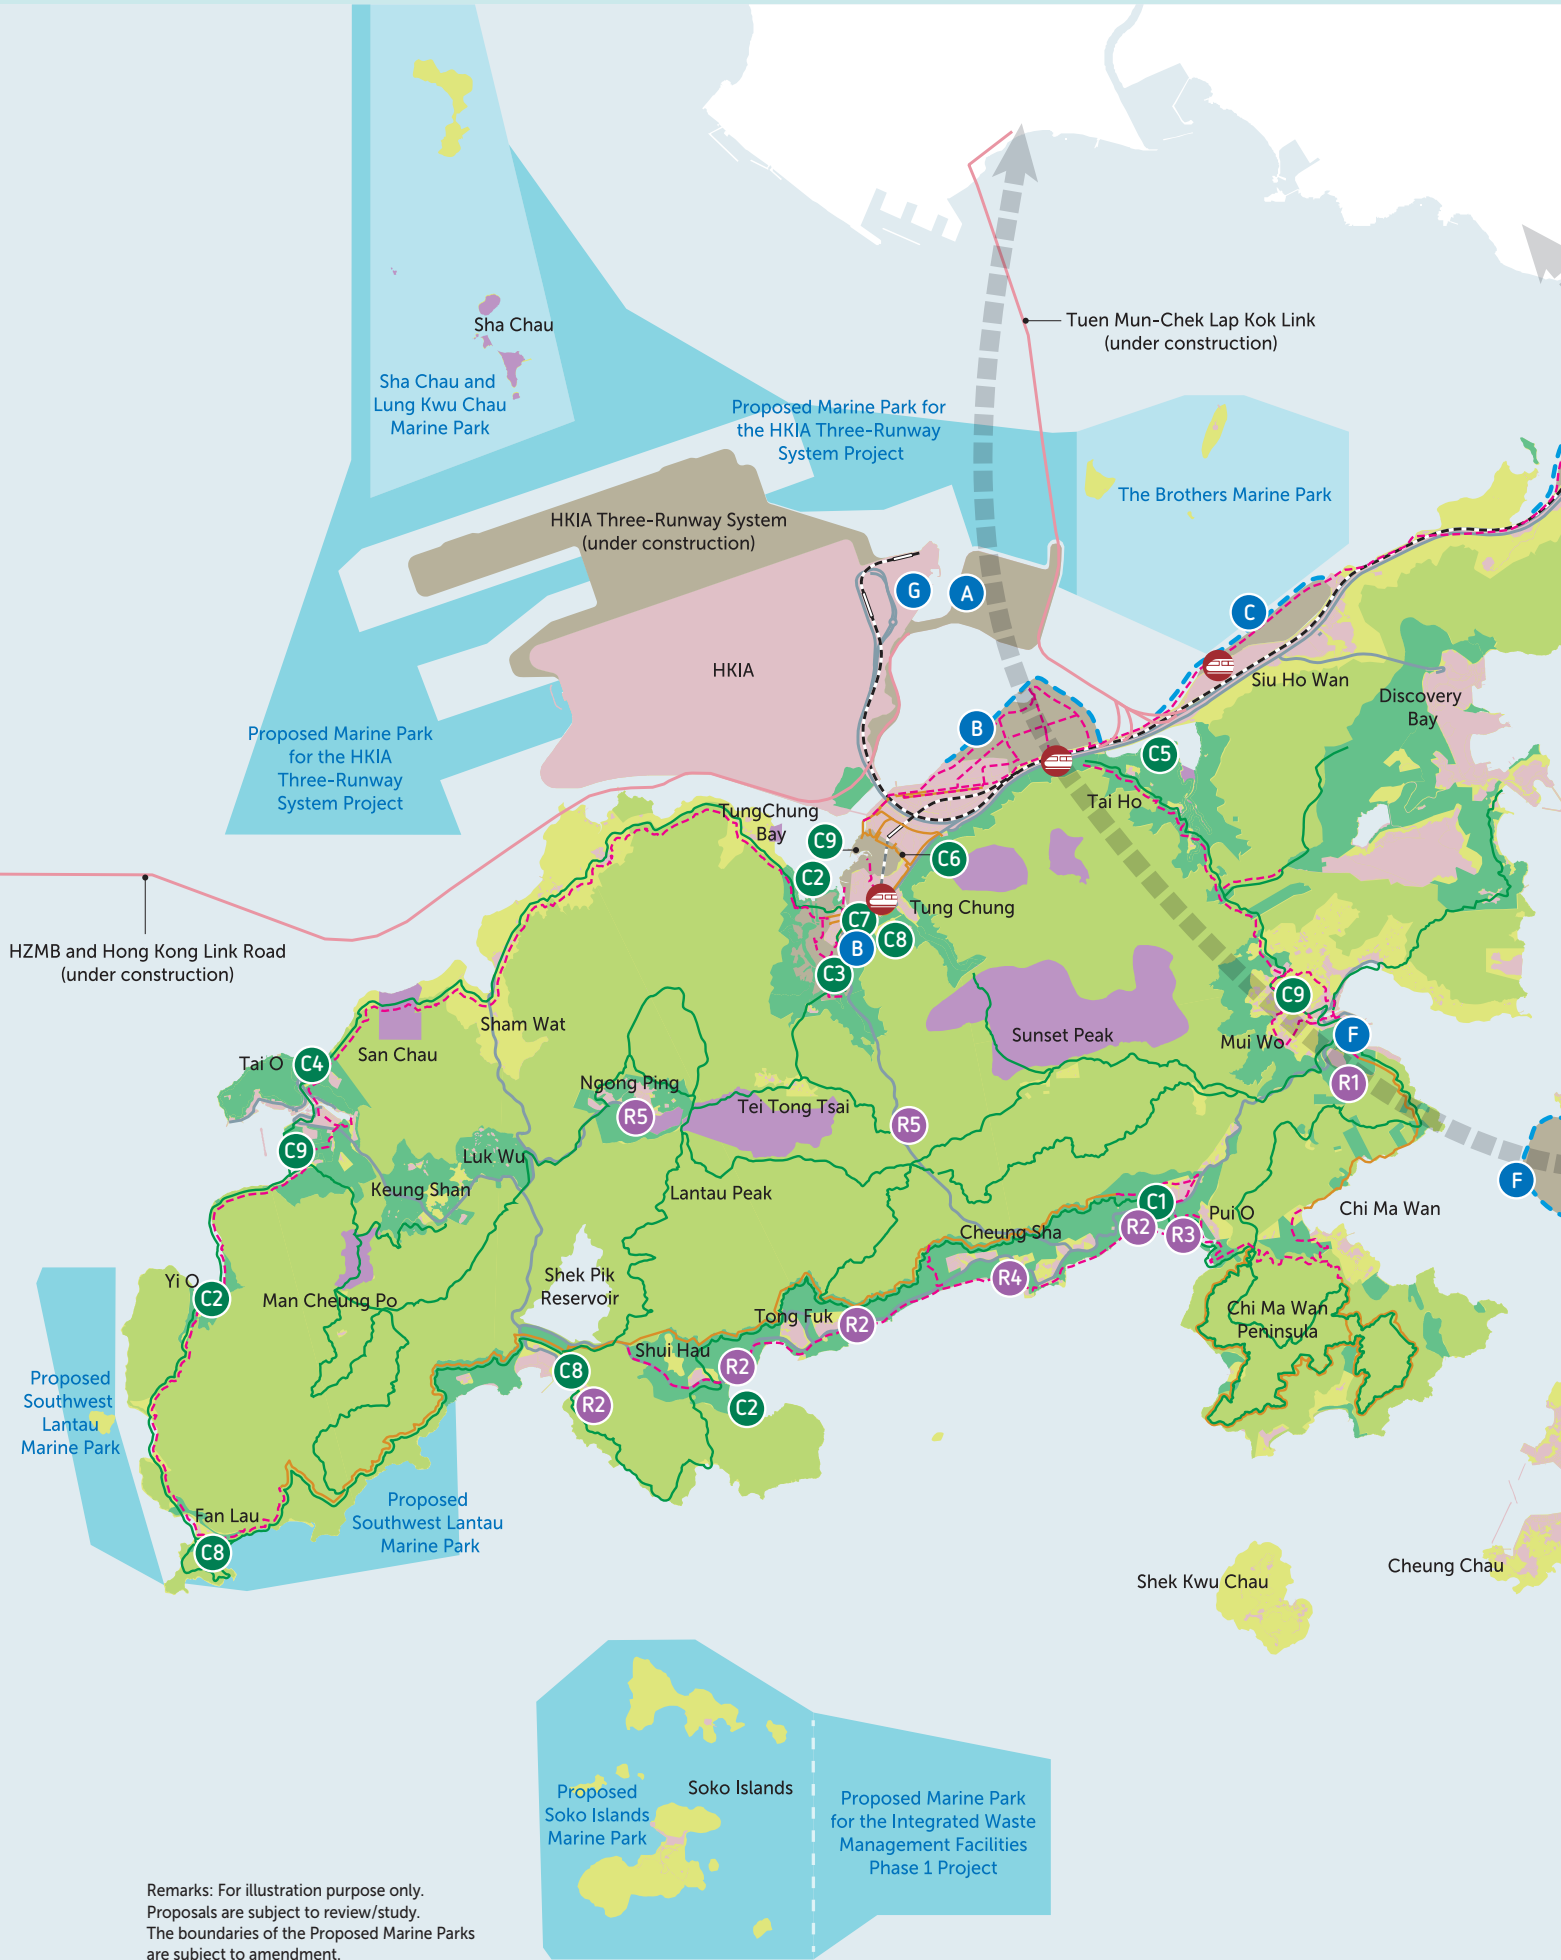 Sha Chau
Tuen Mun-Chek Lap Kok Link
(under construction)
Sha Chau and
Lung Kwu Chau
Marine Park
Proposed Marine Park for
the HKIA Three-Runway
System Project
The Brothers Marine Park
HKIA Three-Runway System
(under construction)
G
A
C
HKIA
Siu Ho Wan
Discovery
Bay
B
Proposed Marine Park
for the HKIA
Three-Runway
System Project
C5
Tai Ho
TungChung
Bay
C9
C6
C2
Tung Chung
C7
B
C8
C3
HZMB and Hong Kong Link Road
(under construction)
C9
Sham Wat
San Chau
Sunset Peak
Mui Wo
F
Tai O
C4
R1
Ngong Ping
R5
Tei Tong Tsai
R5
C9
Luk Wu
Keung Shan
Lantau Peak
F
Chi Ma Wan
C1
R2
R3
Pui O
Cheung Sha
R4
Yi O
C2
Man Cheung Po
Shek Pik
Reservoir
Tong Fuk
R2
Chi Ma Wan
Peninsula
Shui Hau
R2
C8
R2
C2
Proposed
Southwest
Lantau
Marine Park
Proposed
Southwest Lantau
Marine Park
Fan Lau
C8
Shek Kwu Chau
Cheung Chau
Soko Islands
Proposed
Soko Islands
Marine Park
Proposed Marine Park
for the Integrated Waste
Management Facilities
Phase 1 Project
Remarks: For illustration purpose only.
Proposals are subject to review/study.
The boundaries of the Proposed Marine Parks
are subject to amendment.